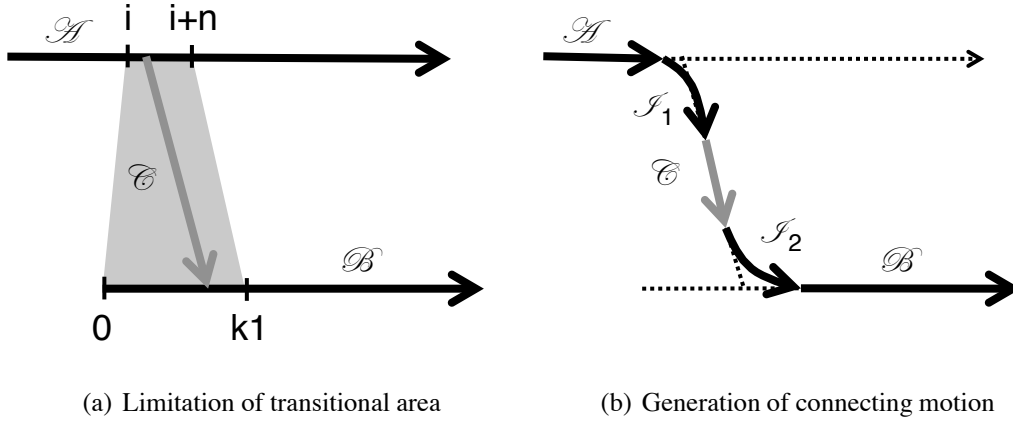 𝒜 i i+n
𝒞
ℬ
0 k1
(a) Limitation of transitional area
𝒜
ℐ1
𝒞
ℐ2
ℬ
(b) Generation of connecting motion